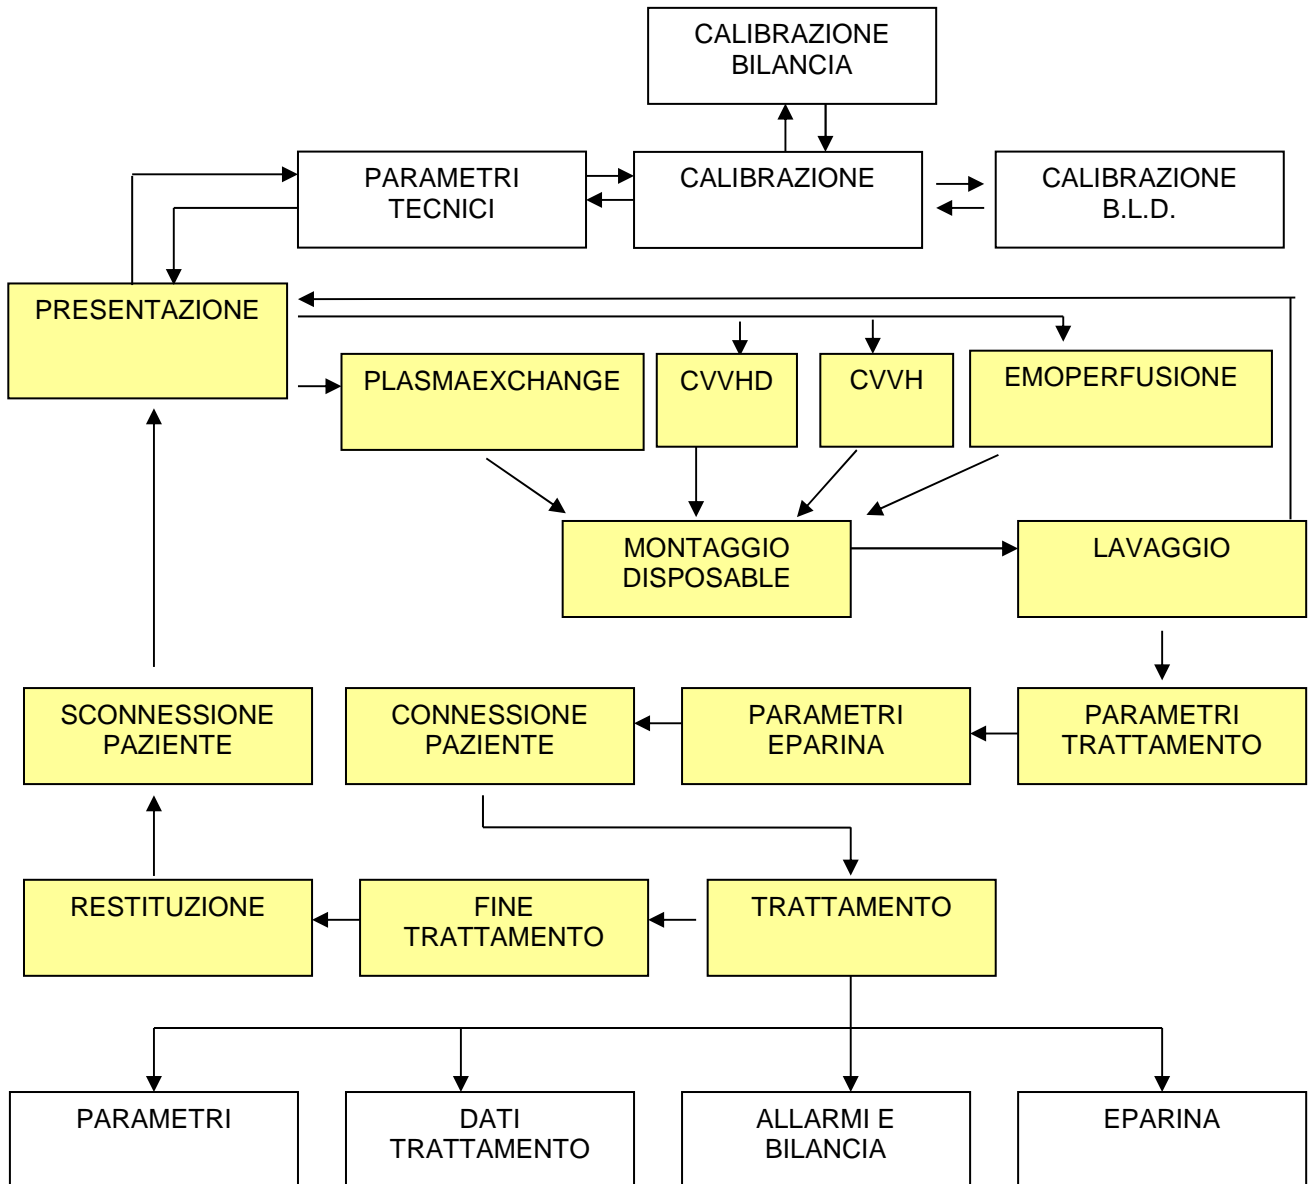 CALIBRAZIONE
BILANCIA
PARAMETRI
TECNICI
CALIBRAZIONE
CALIBRAZIONE
B.L.D.
PRESENTAZIONE
PLASMAEXCHANGE
CVVHD
CVVH
EMOPERFUSIONE
MONTAGGIO
DISPOSABLE
LAVAGGIO
SCONNESSIONE
PAZIENTE
CONNESSIONE
PAZIENTE
PARAMETRI
EPARINA
PARAMETRI
TRATTAMENTO
RESTITUZIONE
FINE
TRATTAMENTO
TRATTAMENTO
PARAMETRI
DATI
TRATTAMENTO
ALLARMI E
BILANCIA
EPARINA